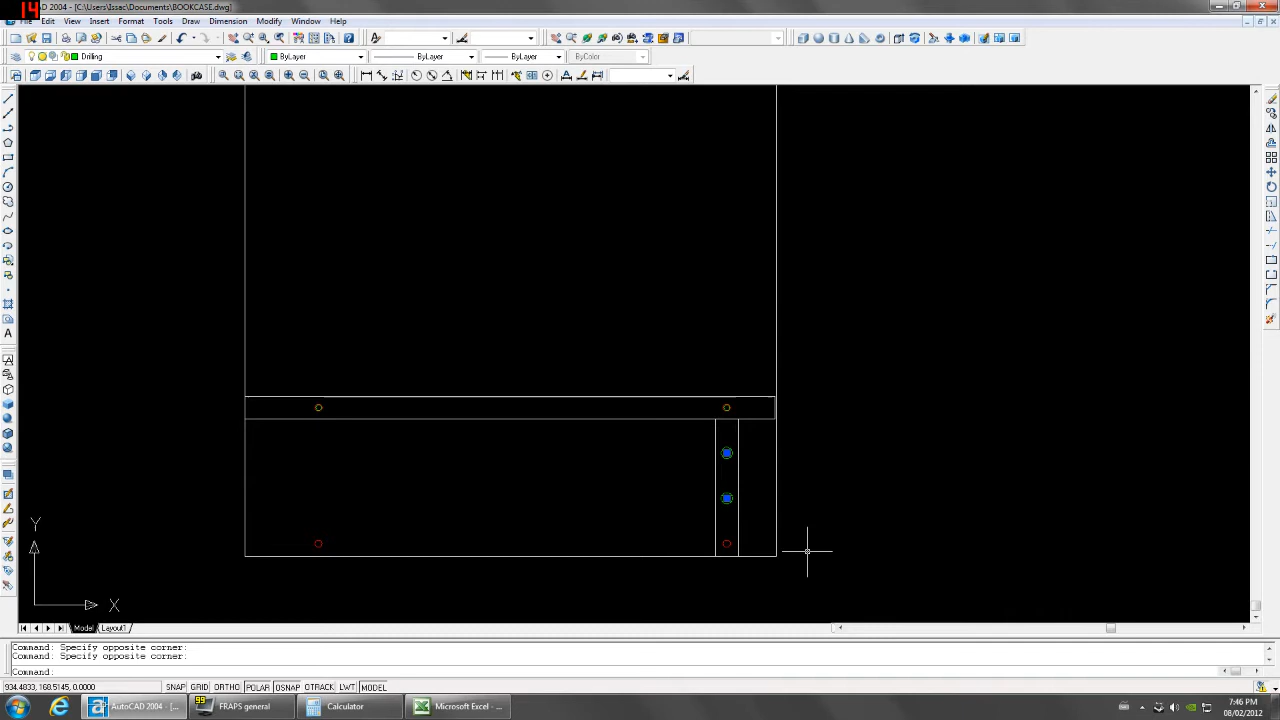 14
AD 2004 - [C:\Users\Issac\Documents\BOOKCASE.dwg]
File Edit View Insert Format Tools Draw Dimension Modify Window Help
Drilling ByLayer ByLayer ByLayer ByColor
A
A
Y
X
Model Layout1
Command: Specify opposite corner:
Command: Specify opposite corner:
Command:
934.4833, 168.5145, 0.0000 SNAP GRID ORTHO POLAR OSNAP OTRACK LWT MODEL
AutoCAD 2004 - [... 99 FRAPS general Calculator Microsoft Excel - ... 7:46 PM
08/02/2012